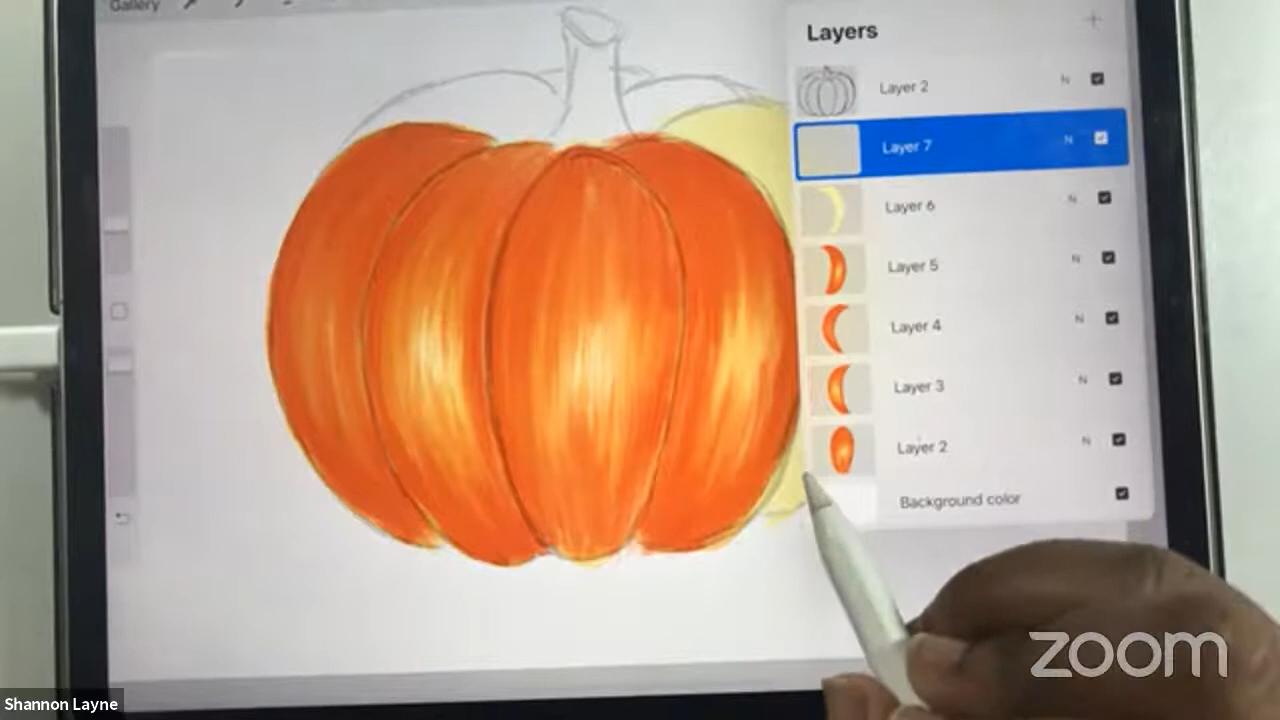 Gallery
Layers
Layer 2
N
Layer 7
N
Layer 6
N
Layer 5
N
Layer 4
N
Layer 3
N
Layer 2
N
Background color
zoom
Shannon Layne